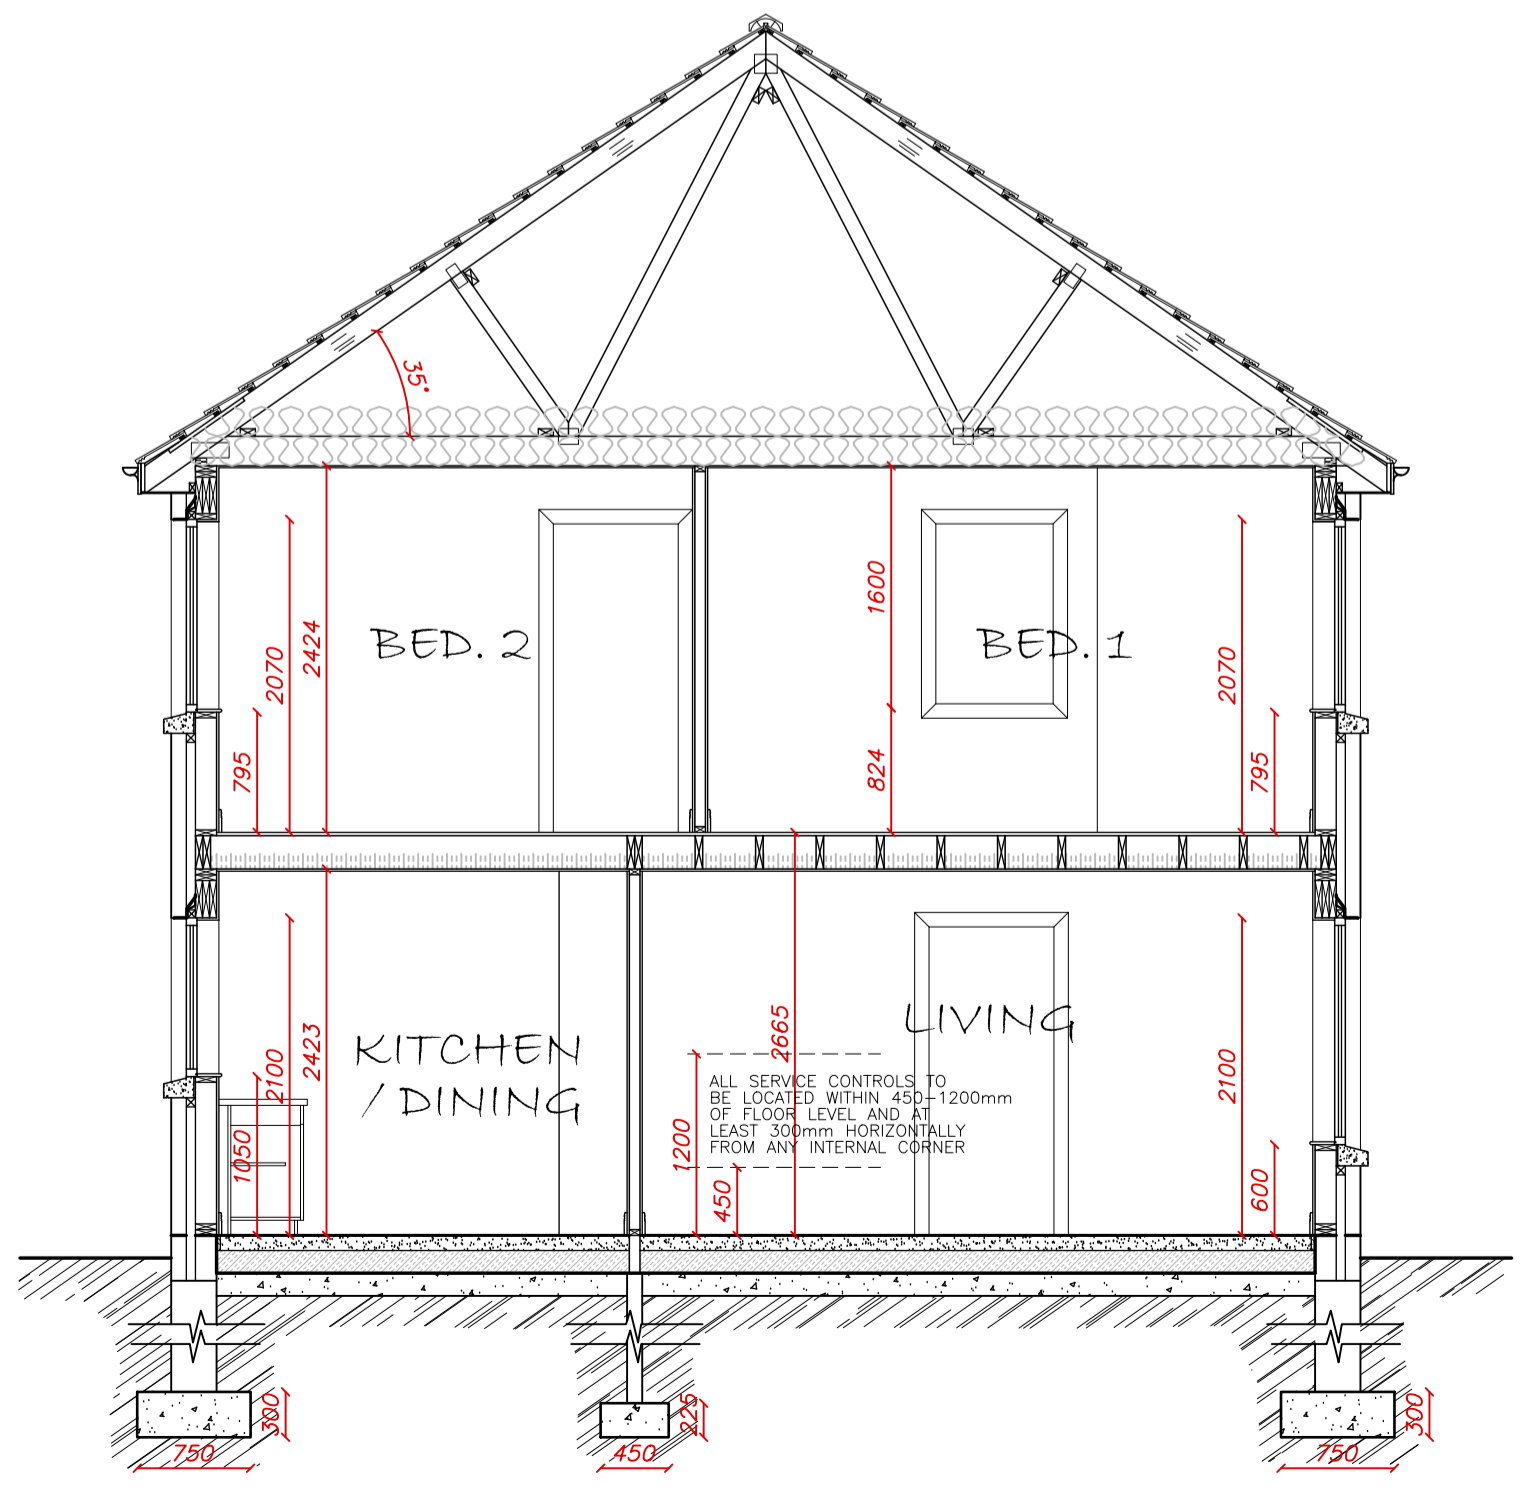 35°
1600
BED. 2
BED. 1
2424
2070
2070
795
824
795
LIVING
2665
KITCHEN
/DINING
2423
2100
2100
1050
ALL SERVICE CONTROLS TO
BE LOCATED WITHIN 450-1200mm
OF FLOOR LEVEL AND AT
LEAST 300mm HORIZONTALLY
FROM ANY INTERNAL CORNER
1200
450
600
300
225
300
750
450
750